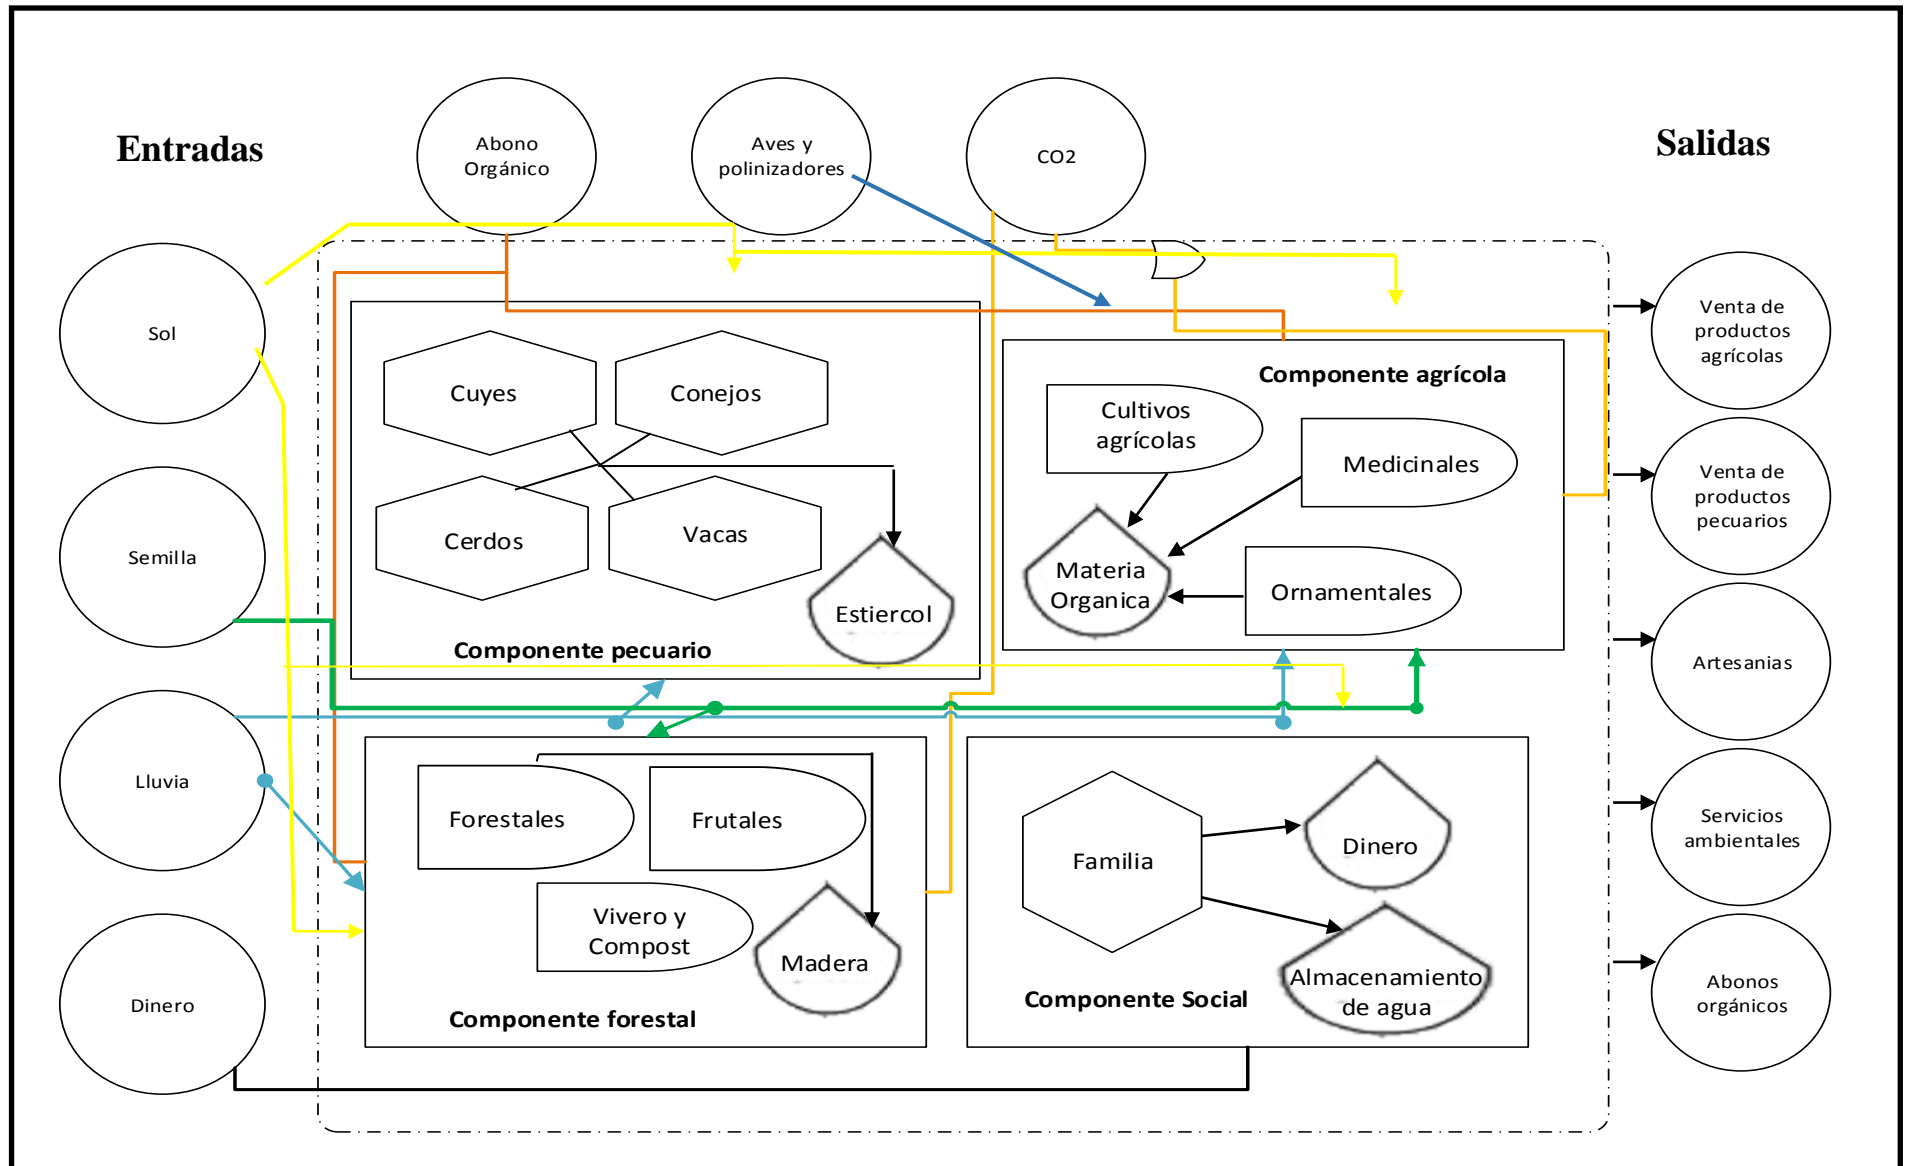 Entradas
Salidas
Abono
Orgánico
Aves y
polinizadores
CO2
Sol
Semilla
Lluvia
Dinero
Cuyes
Conejos
Cerdos
Vacas
Estiercol
Componente pecuario
Componente agrícola
Cultivos
agrícolas
Medicinales
Materia
Organica
Ornamentales
Forestales
Frutales
Vivero y
Compost
Madera
Componente forestal
Familia
Dinero
Almacenamiento
de agua
Componente Social
Venta de
productos
agrícolas
Venta de
productos
pecuarios
Artesanias
Servicios
ambientales
Abonos
orgánicos